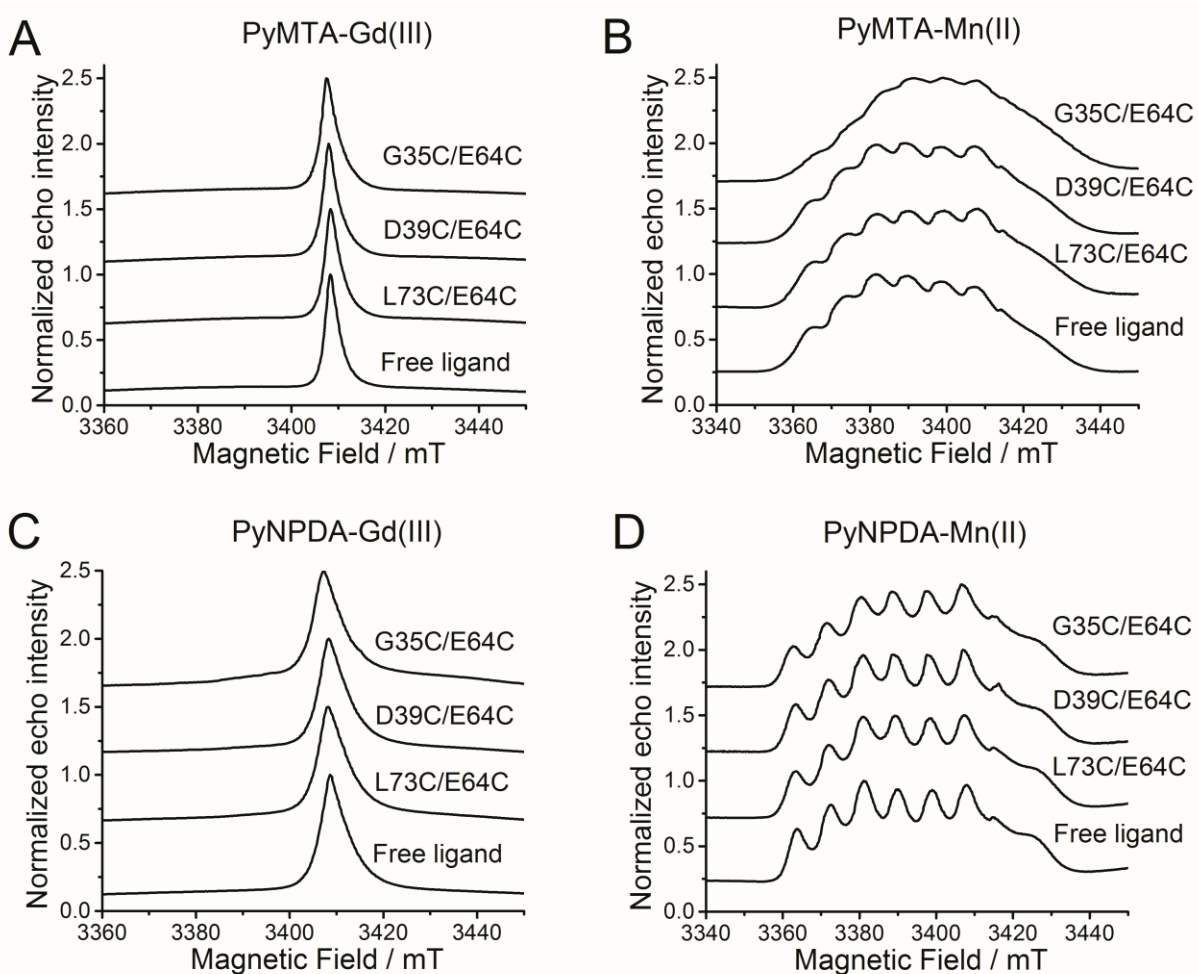 A
PyMTA-Gd(III)
Normalized echo intensity
2.5
2.0
1.5
1.0
0.5
0.0
G35C/E64C
D39C/E64C
L73C/E64C
Free ligand
3360 3380 3400 3420 3440
Magnetic Field / mT
B
PyMTA-Mn(II)
Normalized echo intensity
2.5
2.0
1.5
1.0
0.5
0.0
G35C/E64C
D39C/E64C
L73C/E64C
Free ligand
3340 3360 3380 3400 3420 3440
Magnetic Field / mT
C
PyNPDA-Gd(III)
Normalized echo intensity
2.5
2.0
1.5
1.0
0.5
0.0
G35C/E64C
D39C/E64C
L73C/E64C
Free ligand
3360 3380 3400 3420 3440
Magnetic Field / mT
D
PyNPDA-Mn(II)
Normalized echo intensity
2.5
2.0
1.5
1.0
0.5
0.0
G35C/E64C
D39C/E64C
L73C/E64C
Free ligand
3340 3360 3380 3400 3420 3440
Magnetic Field / mT